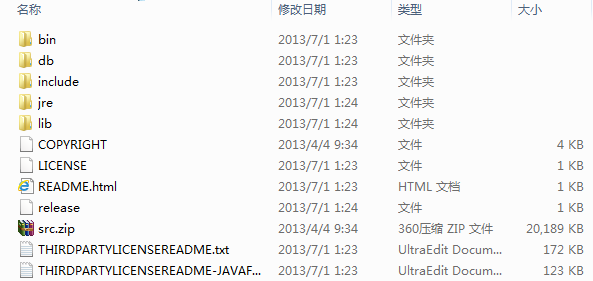 名称 修改日期 类型 大小
bin 2013/7/1 1:23 文件夹
db 2013/7/1 1:23 文件夹
include 2013/7/1 1:23 文件夹
jre 2013/7/1 1:24 文件夹
lib 2013/7/1 1:24 文件夹
COPYRIGHT 2013/4/4 9:34 文件 4 KB
LICENSE 2013/7/1 1:23 文件 1 KB
README.html 2013/7/1 1:23 HTML 文档 1 KB
release 2013/7/1 1:24 文件 1 KB
src.zip 2013/4/4 9:34 360压缩 ZIP 文件 20,189 KB
THIRDPARTYLICENSEREADME.txt 2013/7/1 1:23 UltraEdit Docum... 172 KB
THIRDPARTYLICENSEREADME-JAVAF... 2013/7/1 1:23 UltraEdit Docum... 123 KB